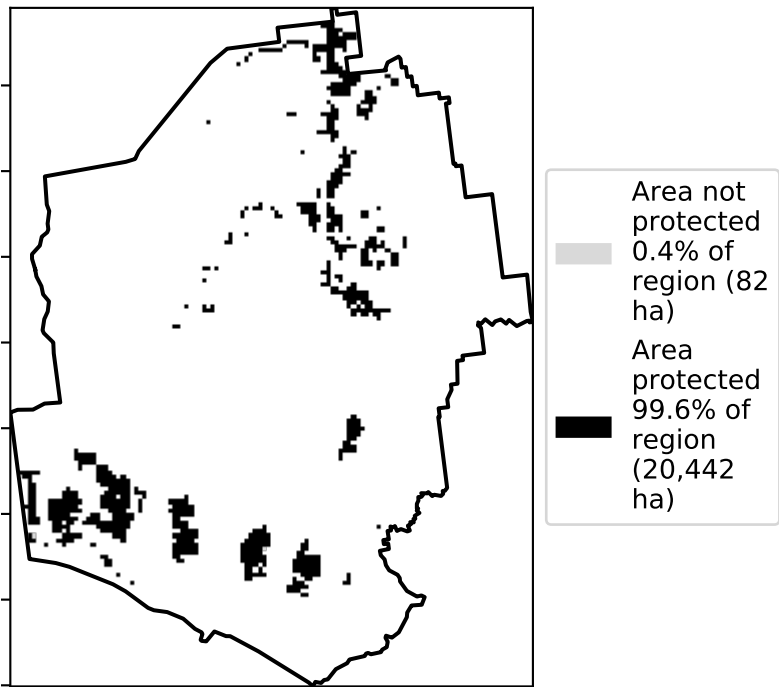 Area not
protected
0.4% of
region (82
ha)
Area
protected
99.6% of
region
(20,442
ha)